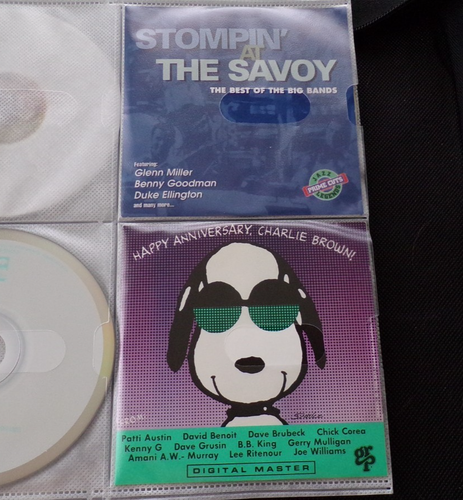 STOMPIN'
AT
THE SAVOY
THE BEST OF THE BIG BANDS
Featuring:
Glenn Miller
Benny Goodman
Duke Ellington
and many more...
JAZZ
PRIME CUTS
LEGENDS
HAPPY ANNIVERSARY, CHARLIE BROWN!
Patti Austin David Benoit Dave Brubeck Chick Corea
Kenny G Dave Grusin B.B. King Gerry Mulligan
Amani A.W.- Murray Lee Ritenour Joe Williams
grp
DIGITAL MASTER